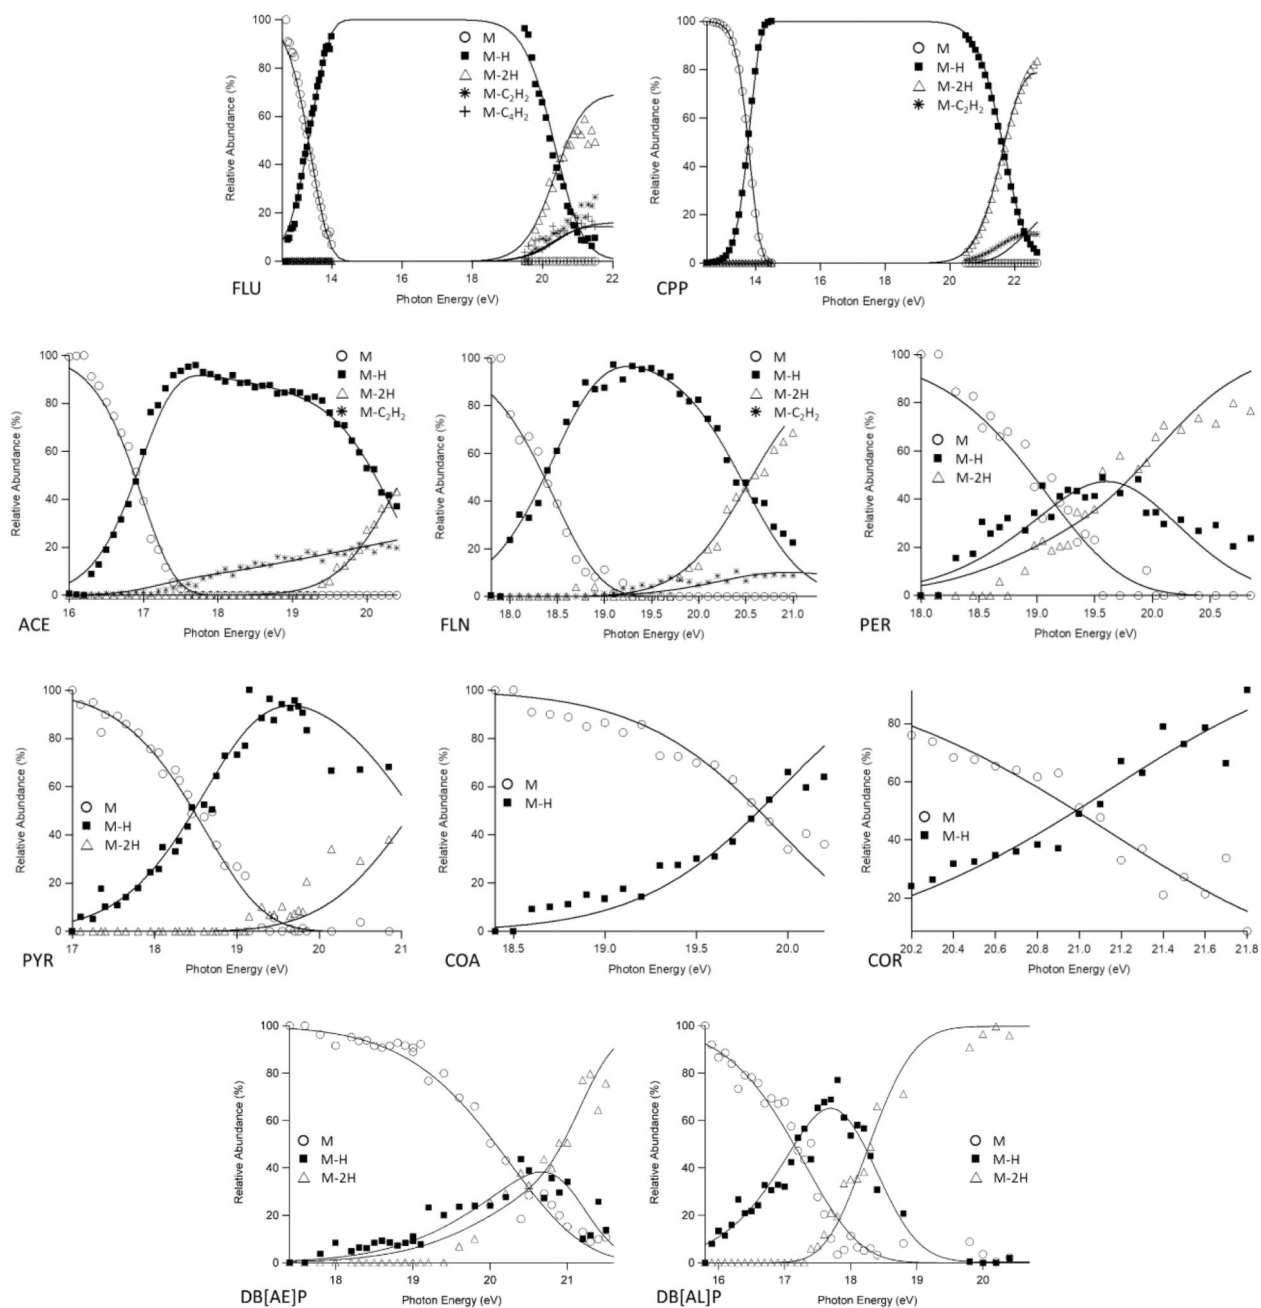 Relative Abundance (%)
100
80
60
40
20
0
M
M-H
M-2H
M-C₂H₂
M-C₄H₂
14
16
18
20
22
FLU
Photon Energy (eV)
Relative Abundance (%)
100
80
60
40
20
0
M
M-H
M-2H
M-C₂H₂
14
16
18
20
22
CPP
Photon Energy (eV)
Relative Abundance (%)
100
80
60
40
20
0
M
M-H
M-2H
M-C₂H₂
16
17
18
19
20
ACE
Photon Energy (eV)
Relative Abundance (%)
100
80
60
40
20
0
M
M-H
M-2H
M-C₂H₂
18.0
18.5
19.0
19.5
20.0
20.5
21.0
FLN
Photon Energy (eV)
Relative Abundance (%)
100
80
60
40
20
0
M
M-H
M-2H
18.0
18.5
19.0
19.5
20.0
20.5
PER
Photon Energy (eV)
Relative Abundance (%)
100
80
60
40
20
0
M
M-H
M-2H
17
18
19
20
21
PYR
Photon Energy (eV)
Relative Abundance (%)
100
80
60
40
20
0
M
M-H
18.5
19.0
19.5
20.0
COA
Photon Energy (eV)
Relative Abundance (%)
80
60
40
20
M
M-H
20.2
20.4
20.6
20.8
21.0
21.2
21.4
21.6
21.8
COR
Photon Energy (eV)
Relative Abundance (%)
100
80
60
40
20
0
M
M-H
M-2H
18
19
20
21
DB[AE]P
Photon Energy (eV)
Relative Abundance (%)
100
80
60
40
20
0
M
M-H
M-2H
16
17
18
19
20
DB[AL]P
Photon Energy (eV)